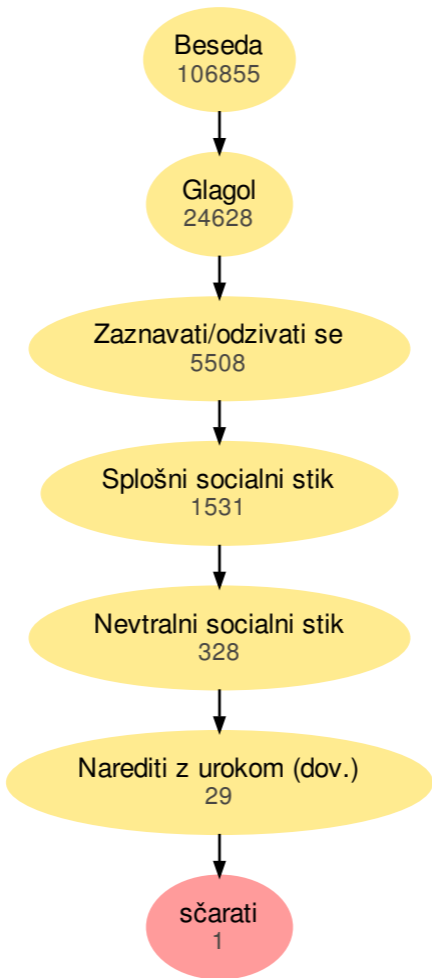 Beseda
106855
Glagol
24628
Zaznavati/odzivati se
5508
Splošni socialni stik
1531
Nevtralni socialni stik
328
Narediti z urokom (dov.)
29
sčarati
1